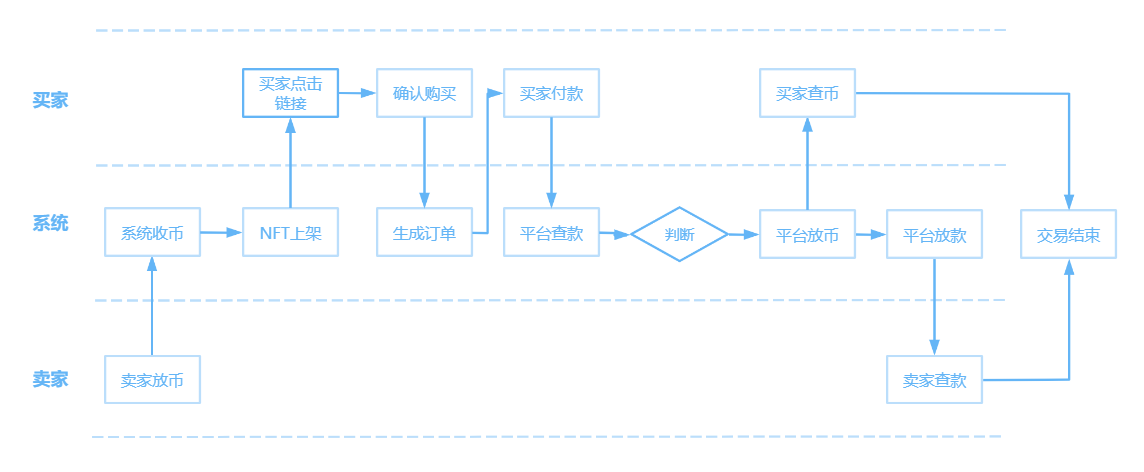 买家
买家点击
链接
确认购买
买家付款
买家查币
系统
系统收币
NFT上架
生成订单
平台查款
判断
平台放币
平台放款
交易结束
卖家
卖家放币
卖家查款